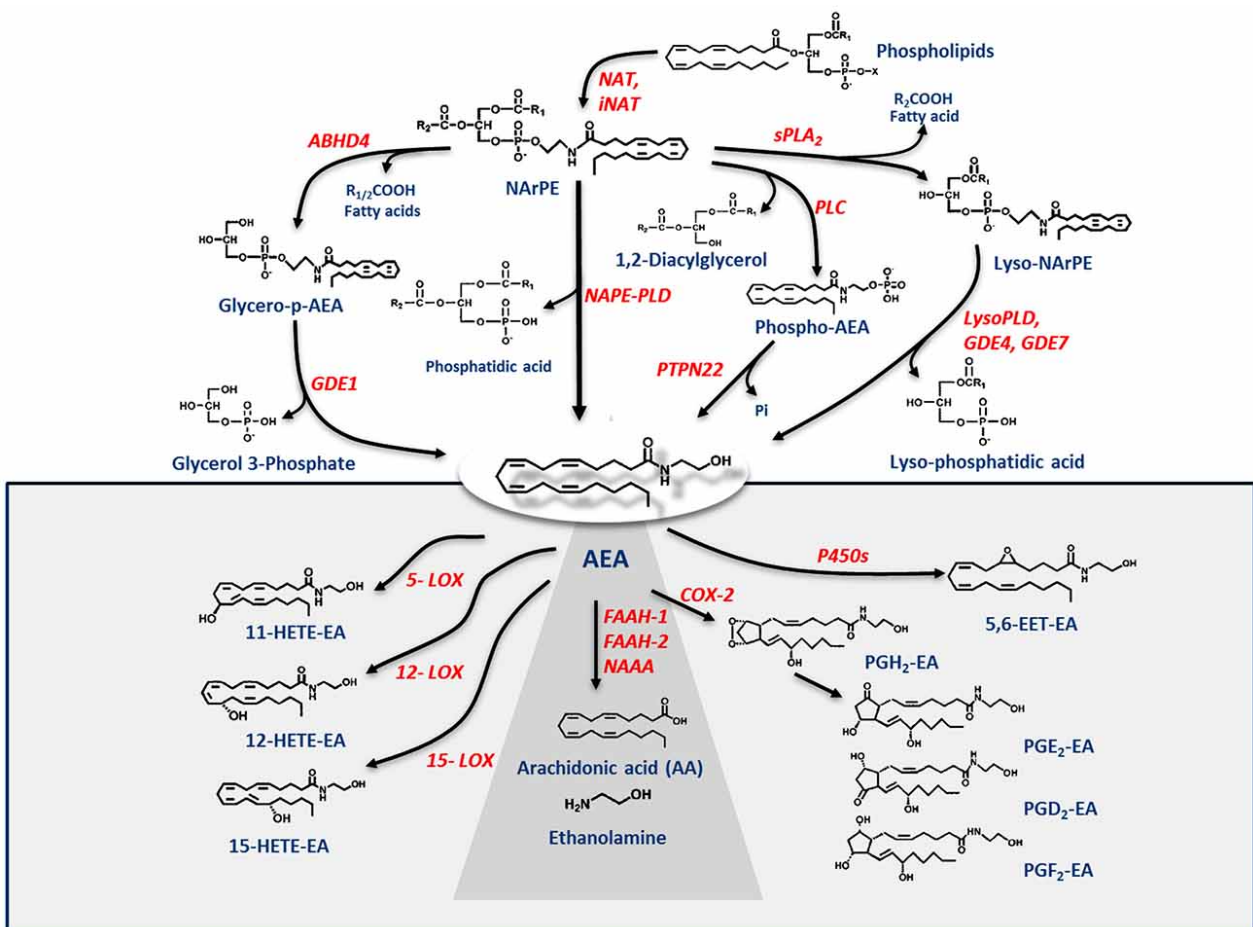 Phospholipids
NAT,
iNAT
R₂COOH
Fatty acid
sPLA₂
ABHD4
R₁/₂COOH
Fatty acids
NArPE
PLC
1,2-Diacylglycerol
Lyso-NArPE
Glycero-p-AEA
NAPE-PLD
Phospho-AEA
LysoPLD,
GDE4, GDE7
Phosphatidic acid
PTPN22
GDE1
Pi
Glycerol 3-Phosphate
Lyso-phosphatidic acid
AEA
P450s
5- LOX
COX-2
11-HETE-EA
FAAH-1
FAAH-2
NAAA
5,6-EET-EA
PGH₂-EA
12- LOX
12-HETE-EA
PGE₂-EA
15- LOX
Arachidonic acid (AA)
PGD₂-EA
15-HETE-EA
Ethanolamine
PGF₂-EA